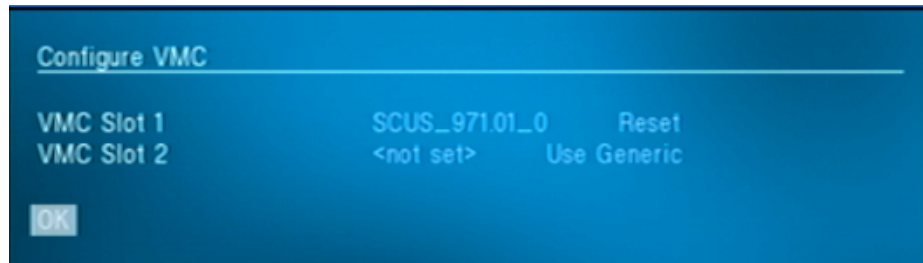 Configure VMC
VMC Slot 1 SCUS_971.01_0 Reset
VMC Slot 2 <not set> Use Generic
OK